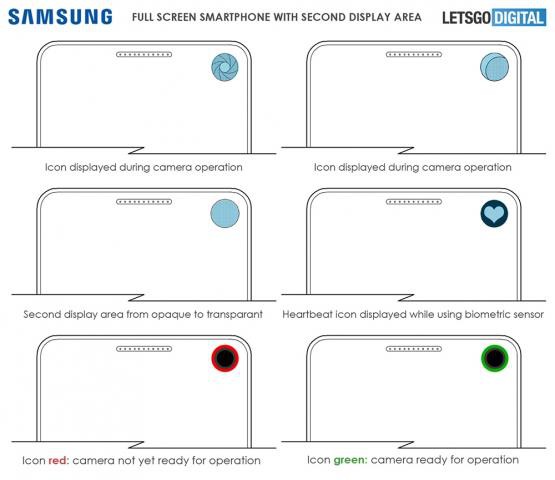 SAMSUNG FULL SCREEN SMARTPHONE WITH SECOND DISPLAY AREA LETSGODIGITAL
Icon displayed during camera operation
Icon displayed during camera operation
Second display area from opaque to transparant
Heartbeat icon displayed while using biometric sensor
Icon red: camera not yet ready for operation
Icon green: camera ready for operation